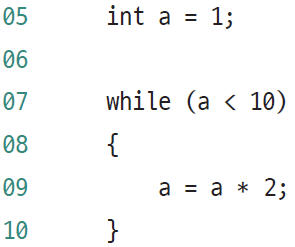 05 int a = 1;
06
07 while (a < 10)
08 {
09 a = a * 2;
10 }